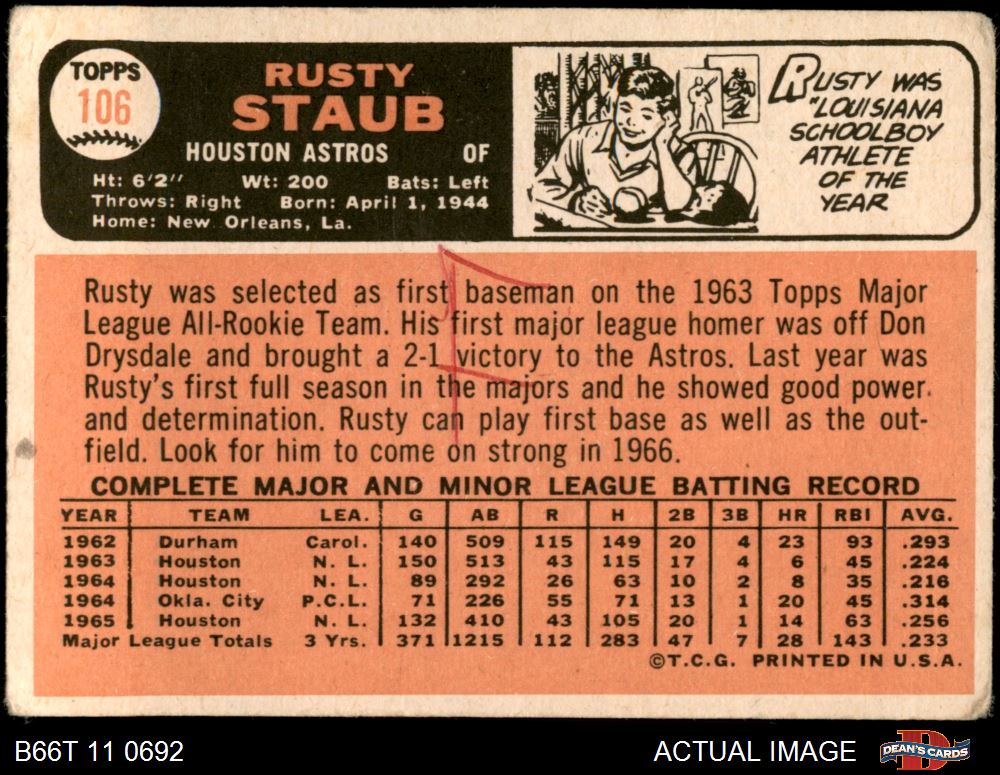 TOPPS
106
RUSTY
STAUB
HOUSTON ASTROS OF
Ht: 6'2" Wt: 200 Bats: Left
Throws: Right Born: April 1, 1944
Home: New Orleans, La.
RUSTY WAS
"LOUISIANA
SCHOOLBOY
ATHLETE
OF THE
YEAR
Rusty was selected as first baseman on the 1963 Topps Major
League All-Rookie Team. His first major league homer was off Don
Drysdale and brought a 2-1 victory to the Astros. Last year was
Rusty's first full season in the majors and he showed good power
and determination. Rusty can play first base as well as the out-
field. Look for him to come on strong in 1966.
COMPLETE MAJOR AND MINOR LEAGUE BATTING RECORD
YEAR TEAM LEA. G AB R H 2B 3B HR RBI AVG.
1962 Durham Carol. 140 509 115 149 20 4 23 93 .293
1963 Houston N. L. 150 513 43 115 17 4 6 45 .224
1964 Houston N. L. 89 292 26 63 10 2 8 35 .216
1964 Okla. City P.C.L. 71 226 55 71 13 1 20 45 .314
1965 Houston N. L. 132 410 43 105 20 1 14 63 .256
Major League Totals 3 Yrs. 371 1215 112 283 47 7 28 143 .233
©T.C.G. PRINTED IN U.S.A.
B66T 11 0692 ACTUAL IMAGE DEAN'S CARDS